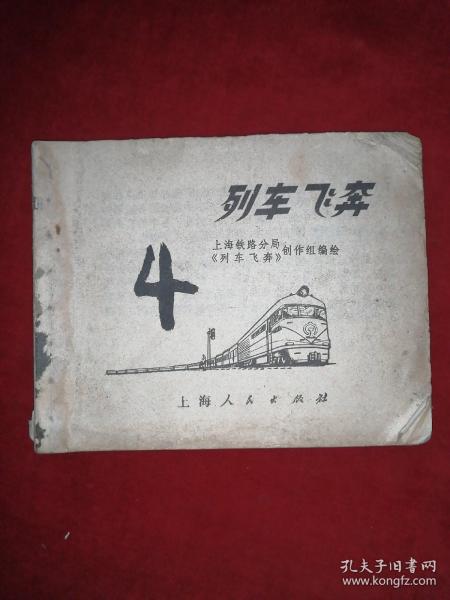 列车飞奔
上海铁路分局
《列车飞奔》创作组编绘
4
上海人民出版社
孔夫子旧书网
www.kongfz.com